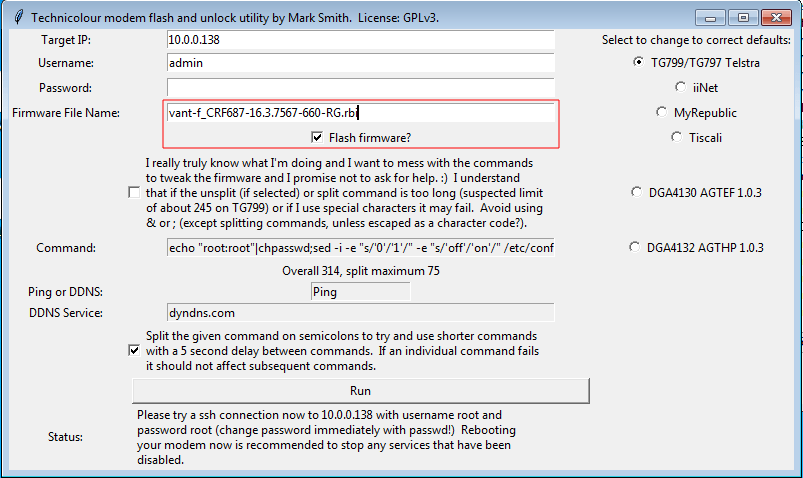 Technicolour modem flash and unlock utility by Mark Smith. License: GPLv3.
Target IP: 10.0.0.138 Select to change to correct defaults:
Username: admin TG799/TG797 Telstra
Password: iiNet
Firmware File Name: vant-f_CRF687-16.3.7567-660-RG.rbi MyRepublic
Flash firmware? Tiscali
I really truly know what I'm doing and I want to mess with the commands
to tweak the firmware and I promise not to ask for help. :) I understand
that if the unsplit (if selected) or split command is too long (suspected limit DGA4130 AGTEF 1.0.3
of about 245 on TG799) or if I use special characters it may fail. Avoid using
& or ; (except splitting commands, unless escaped as a character code?).
Command: echo "root:root"|chpasswd;sed -i -e "s/'0'/'1'/" -e "s/'off'/'on'/" /etc/conf DGA4132 AGTHP 1.0.3
Overall 314, split maximum 75
Ping or DDNS: Ping
DDNS Service: dyndns.com
Split the given command on semicolons to try and use shorter commands
with a 5 second delay between commands. If an individual command fails
it should not affect subsequent commands.
Run
Please try a ssh connection now to 10.0.0.138 with username root and
password root (change password immediately with passwd!) Rebooting
Status: your modem now is recommended to stop any services that have been
disabled.